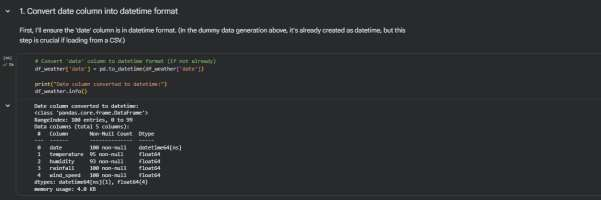 1. Convert date column into datetime format
First, I'll ensure the 'date' column is in datetime format. (In the dummy data generation above, it's already created as datetime, but this
step is crucial if loading from a CSV.)
# Convert 'date' column to datetime format (if not already)
df_weather['date'] = pd.to_datetime(df_weather['date'])
print("Date column converted to datetime:")
df_weather.info()
Date column converted to datetime:
<class 'pandas.core.frame.DataFrame'>
RangeIndex: 100 entries, 0 to 99
Data columns (total 5 columns):
# Column Non-Null Count Dtype
--- ------ -------------- -----
0 date 100 non-null datetime64[ns]
1 temperature 95 non-null float64
2 humidity 93 non-null float64
3 rainfall 100 non-null float64
4 wind_speed 100 non-null float64
dtypes: datetime64[ns](1), float64(4)
memory usage: 4.0 KB